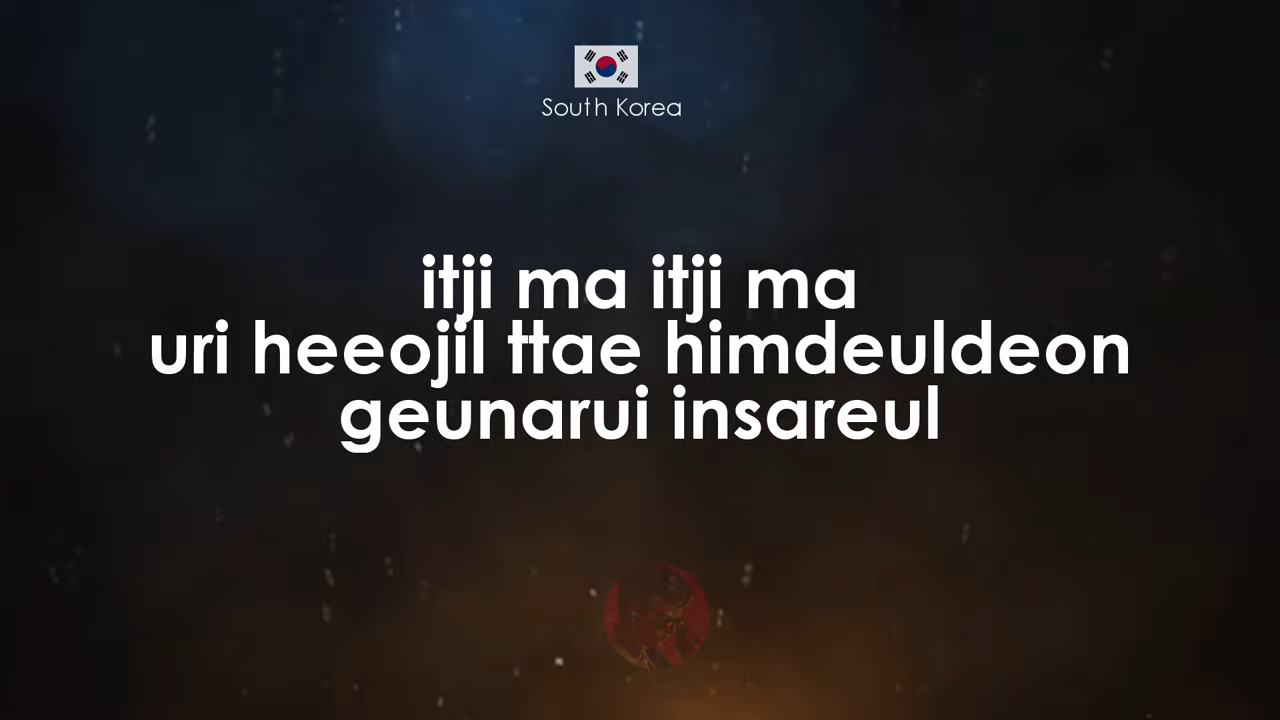 South Korea
itji ma itji ma
uri heeojil ttae himdeuldeon
geunarui insareul